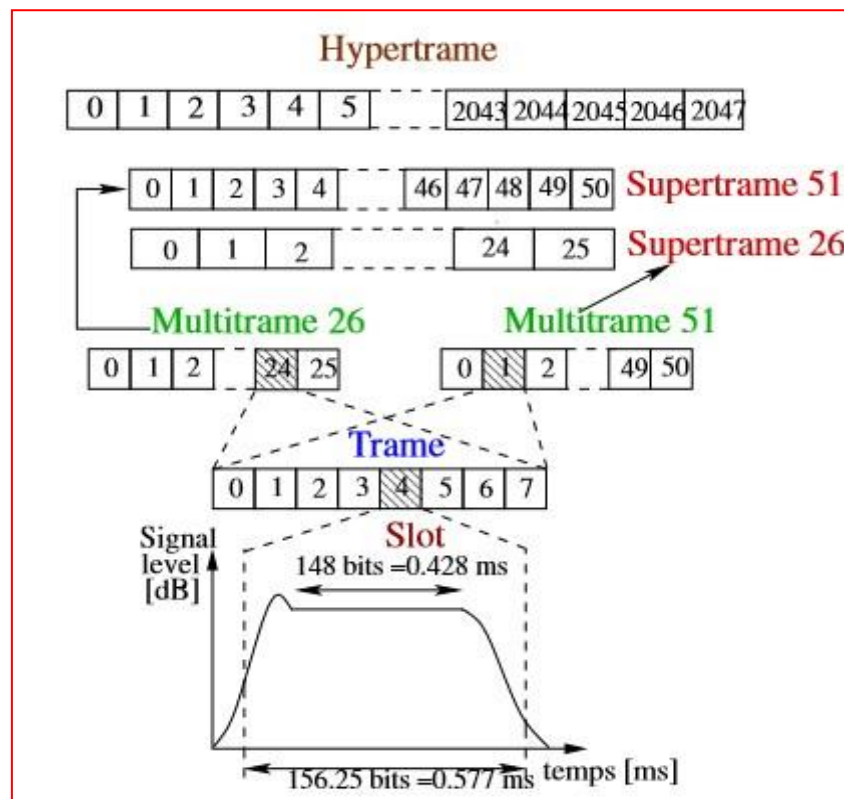 Hypertrame
0 1 2 3 4 5 2043 2044 2045 2046 2047
0 1 2 3 4 46 47 48 49 50 Supertrame 51
0 1 2 24 25 Supertrame 26
Multitrame 26 Multitrame 51
0 1 2 24 25 0 1 2 49 50
Trame
0 1 2 3 4 5 6 7
Signal
level
[dB]
Slot
148 bits =0.428 ms
156.25 bits =0.577 ms
temps [ms]